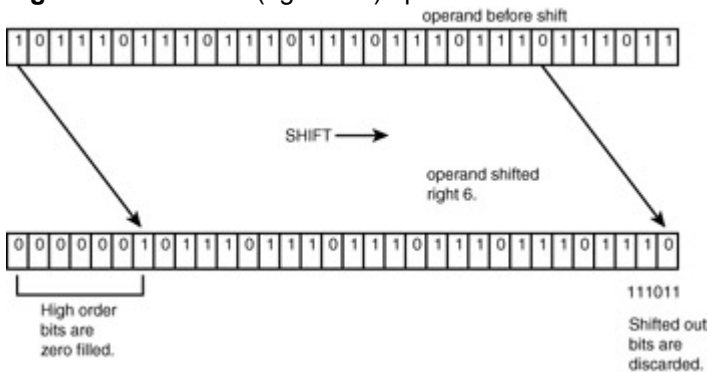 operand before shift
1 0 1 1 1 0 1 1 1 0 1 1 1 0 1 1 1 0 1 1 1 0 1 1 1 0 1 1 1 0 1 1
SHIFT
operand shifted
right 6.
0 0 0 0 0 0 1 0 1 1 1 0 1 1 1 0 1 1 1 0 1 1 1 0 1 1 1 0 1 1 1 0
111011
High order
bits are
zero filled.
Shifted out
bits are
discarded.